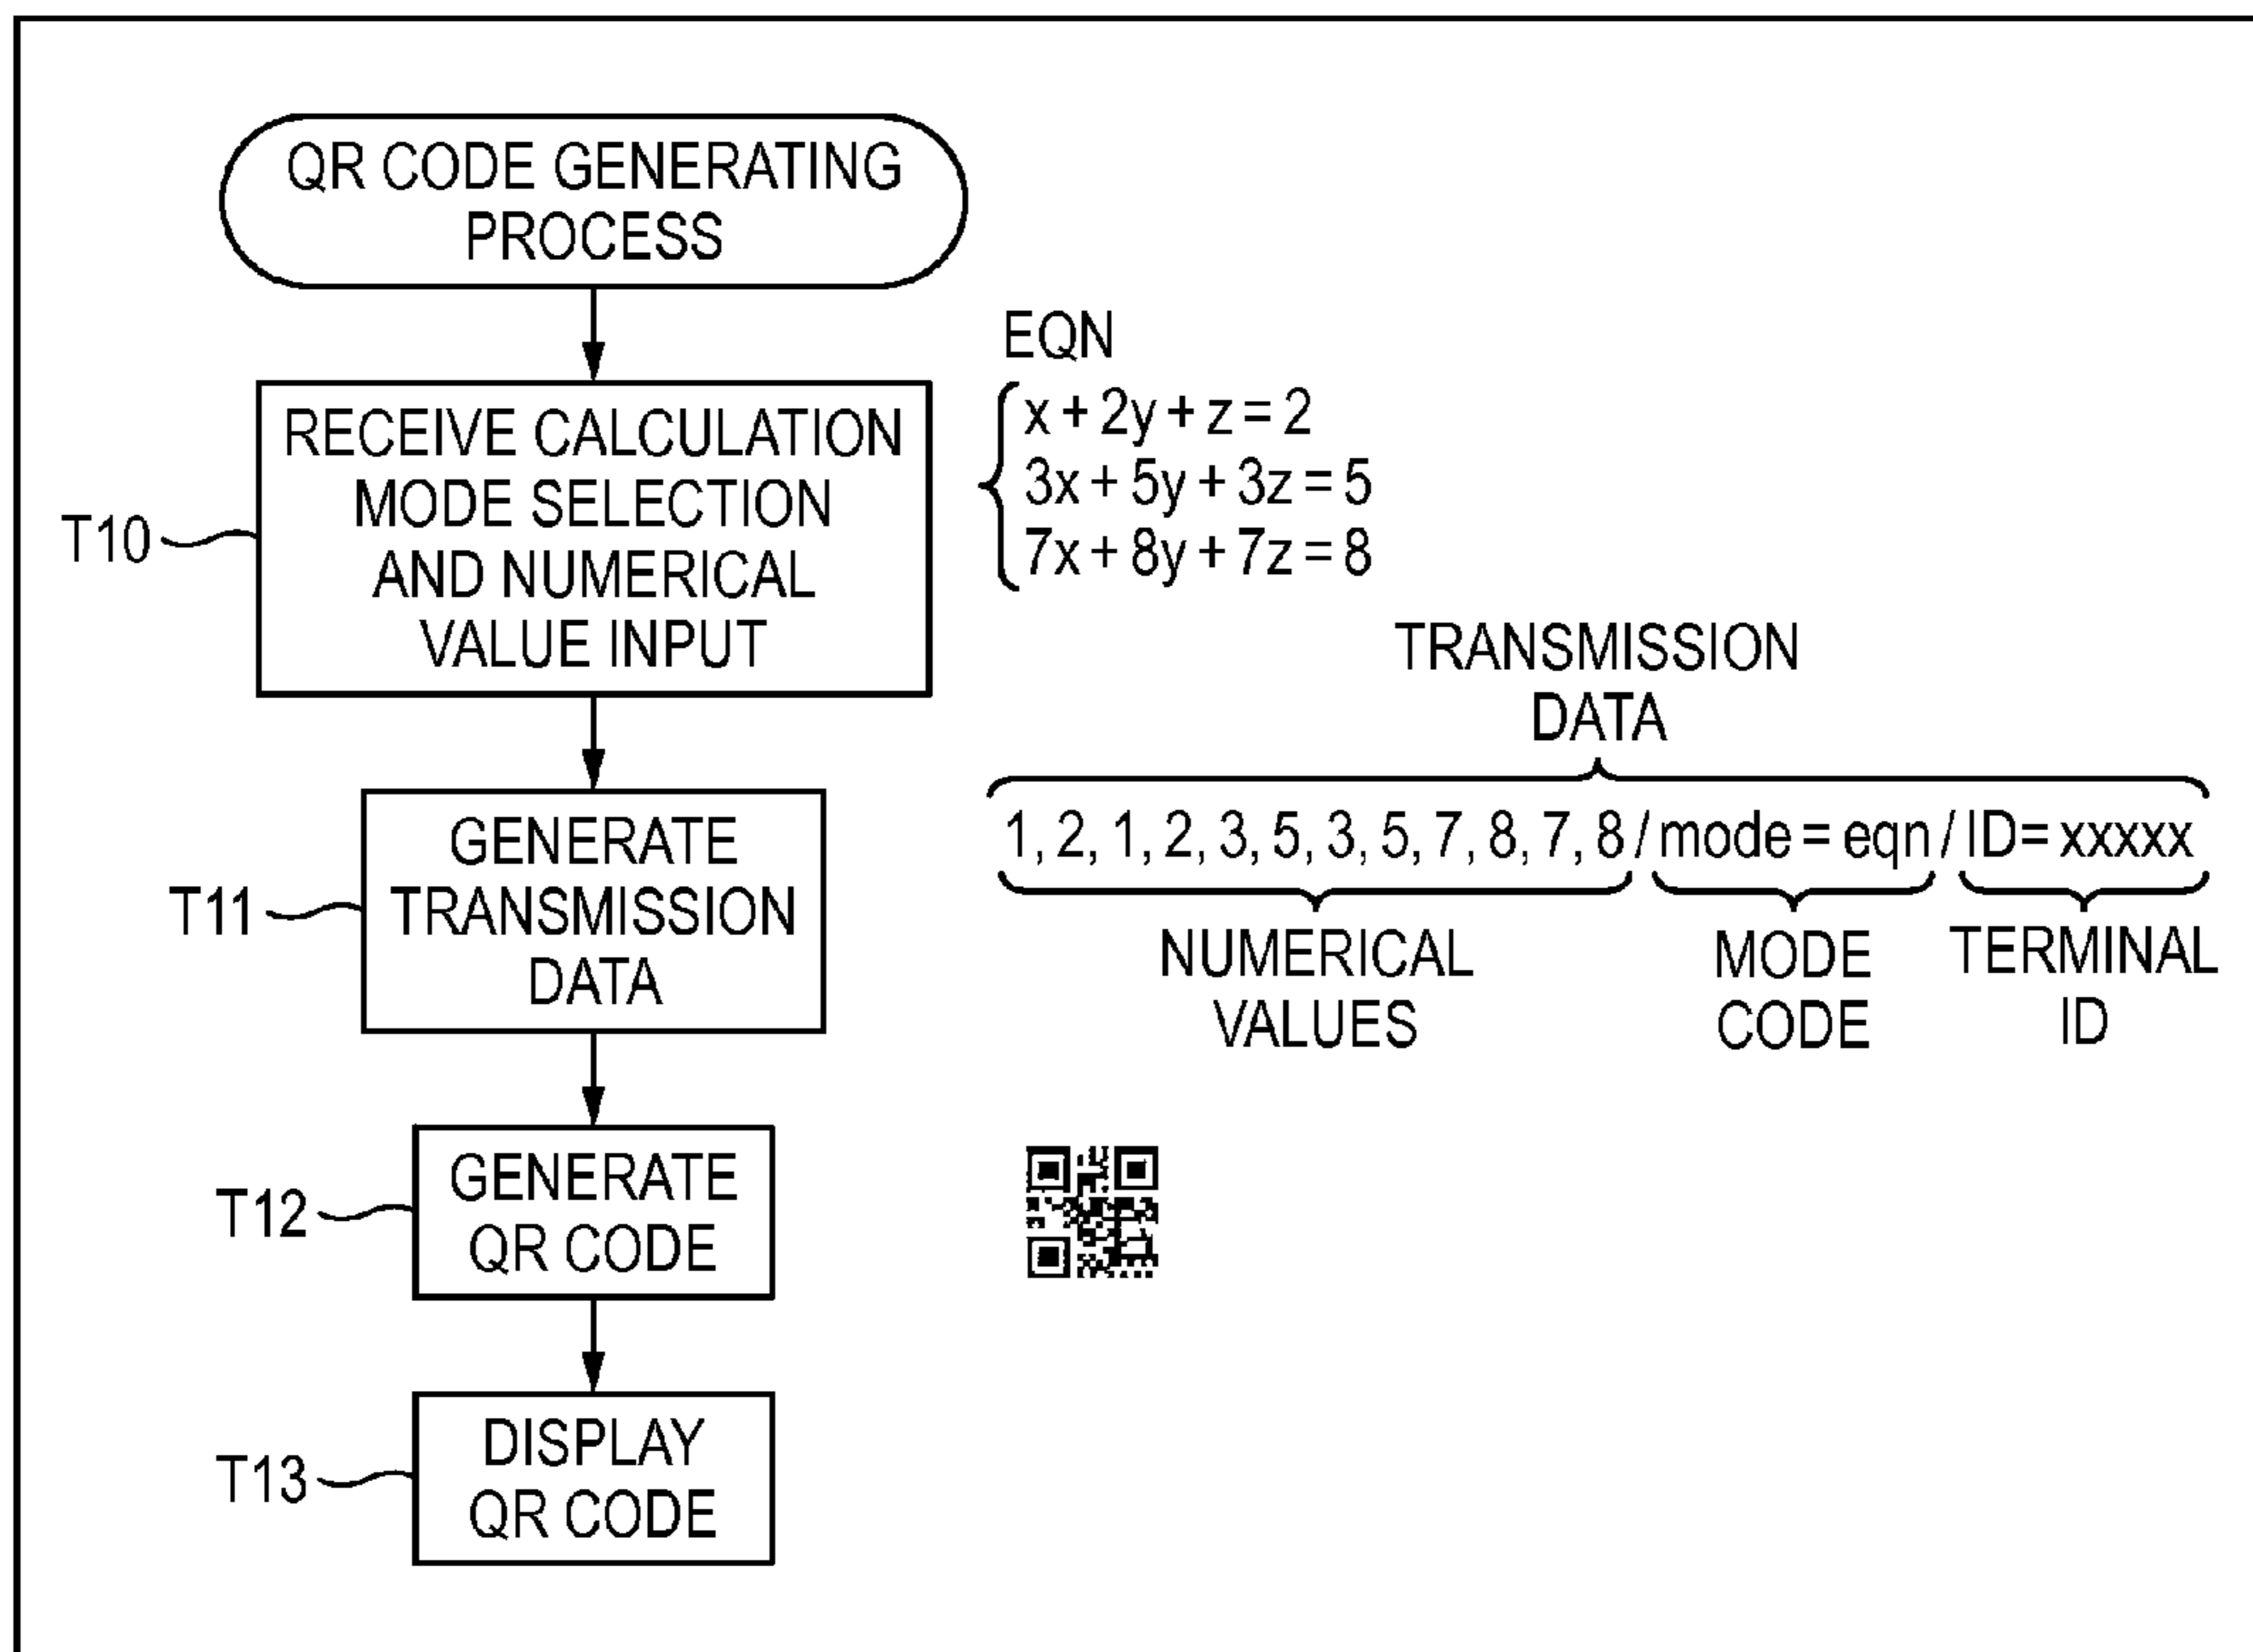 QR CODE GENERATING
PROCESS
EQN
x + 2y + z = 2
3x + 5y + 3z = 5
7x + 8y + 7z = 8
T10
RECEIVE CALCULATION
MODE SELECTION
AND NUMERICAL
VALUE INPUT
TRANSMISSION
DATA
1, 2, 1, 2, 3, 5, 3, 5, 7, 8, 7, 8 / mode = eqn / ID= xxxxx
NUMERICAL
VALUES
MODE
CODE
TERMINAL
ID
T11
GENERATE
TRANSMISSION
DATA
T12
GENERATE
QR CODE
T13
DISPLAY
QR CODE